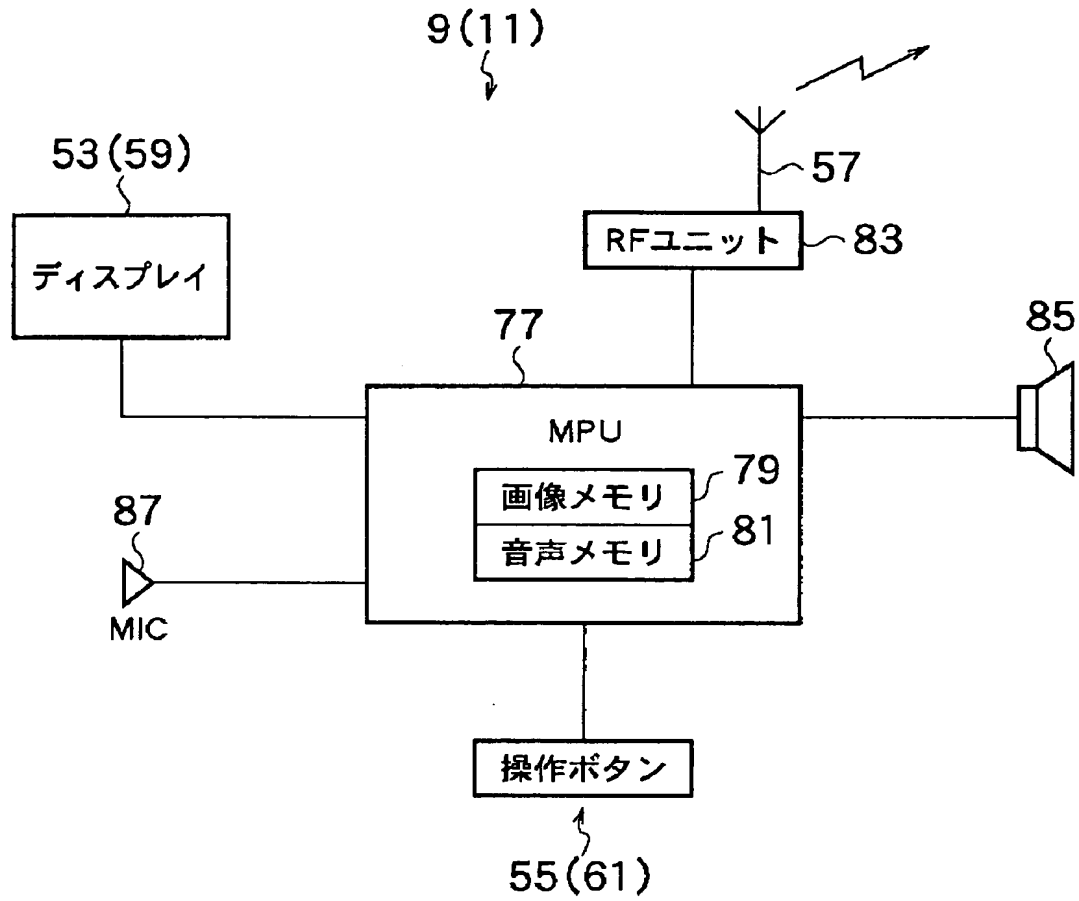 9(11)
53(59)
57
ディスプレイ
RFユニット
83
77
85
MPU
79
画像メモリ
87
81
音声メモリ
MIC
操作ボタン
55(61)